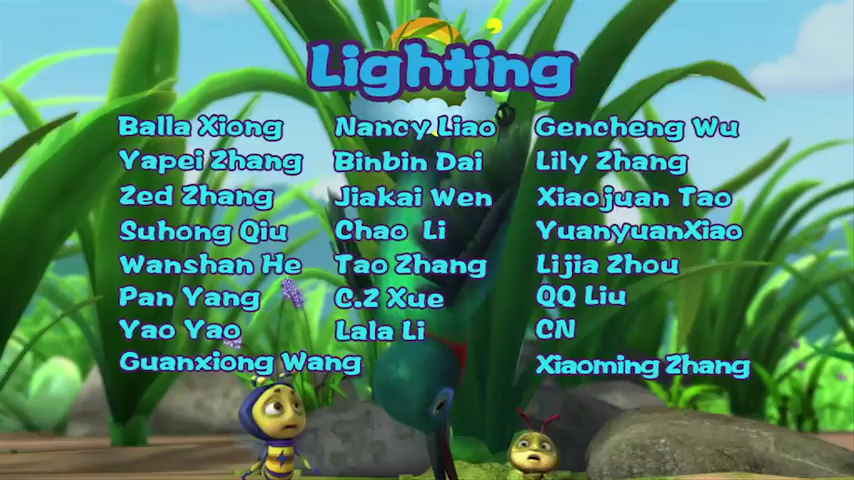 Lighting
Balla Xiong Nancy Liao Gencheng Wu
Yapei Zhang Binbin Dai Lily Zhang
Zed Zhang Jiakai Wen Xiaojuan Tao
Suhong Qiu Chao Li YuanyuanXiao
Wanshan He Tao Zhang Lijia Zhou
Pan Yang C.Z Xue QQ Liu
Yao Yao Lala Li CN
Guanxiong Wang Xiaoming Zhang